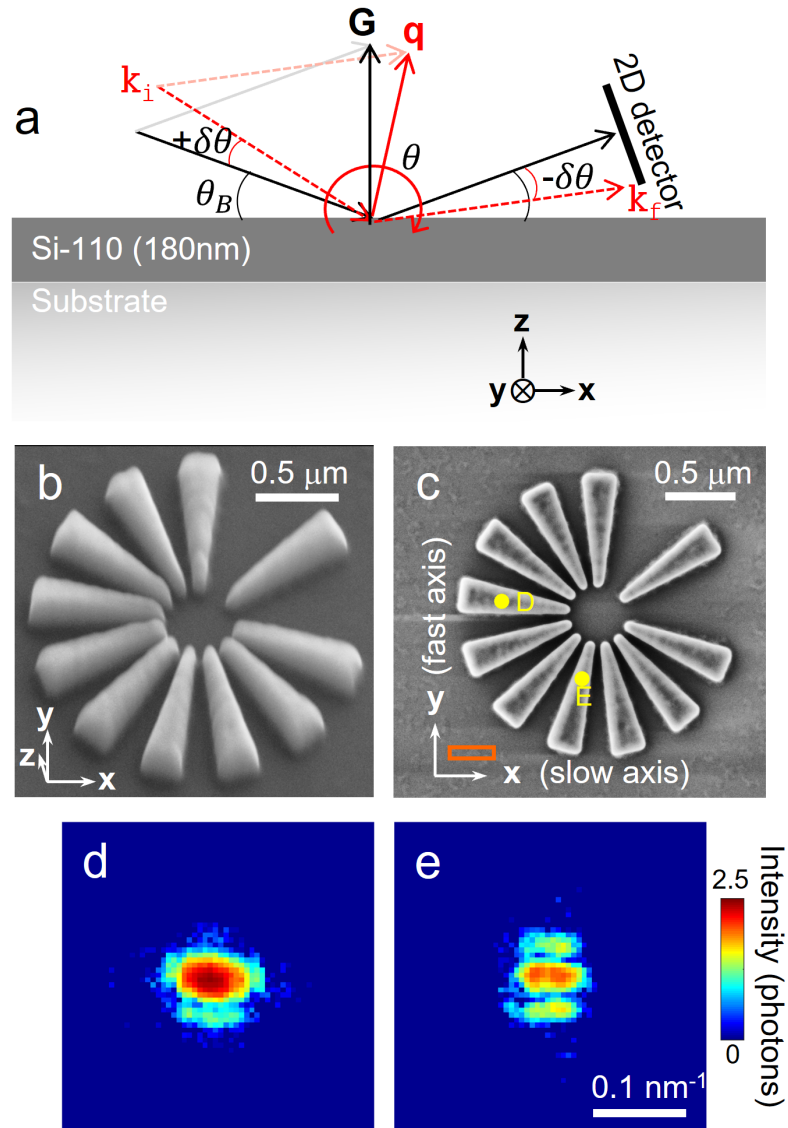 G
q
k_i
a
+δθ
θ
θ_B
2D detector
-δθ
k_f
Si-110 (180nm)
Substrate
z
y
x
b
0.5 μm
y
z
x
c
0.5 μm
(fast axis)
D
E
y
x (slow axis)
d
e
Intensity (photons)
2.5
0
0.1 nm⁻¹